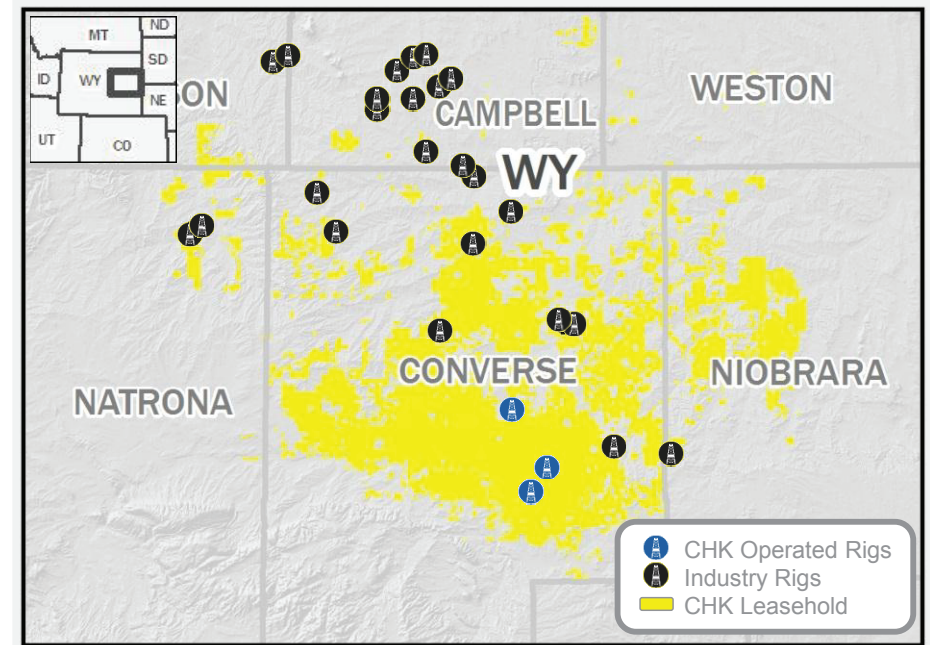 MT
ND
SD
ID
WY
NE
UT
CO
SON
CAMPBELL
WESTON
WY
CONVERSE
NIOBRARA
NATRONA
CHK Operated Rigs
Industry Rigs
CHK Leasehold